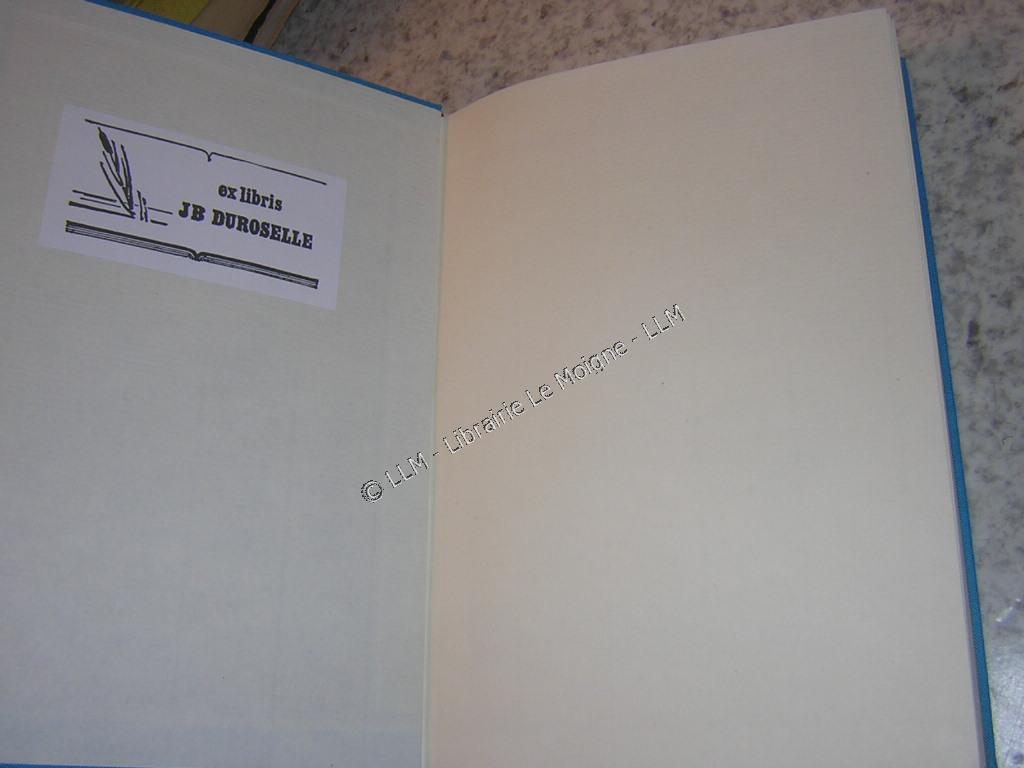 ex libris
JB DUROSELLE
© LLM - Librairie Le Moigne - LLM